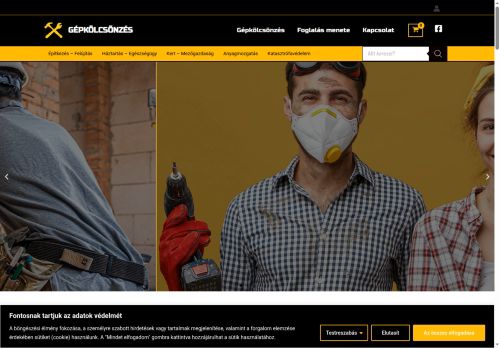 GÉPKÖLCSÖNZÉS
Gépkölcsönzés Foglalás menete Kapcsolat
Építkezés – Felújítás Háztartás – Egészségügy Kert – Mezőgazdaság Anyagmozgatás Katasztrófavédelem
Mit keresel?
Fontosnak tartjuk az adatok védelmét
A böngészési élmény fokozása, a személyre szabott hirdetések vagy tartalmak megjelenítése, valamint a forgalom elemzése
érdekében sütiket (cookie) használunk. A "Mindet elfogadom" gombra kattintva hozzájárulhat a sütik használatához.
Testreszabás Elutasít Az összes elfogadása